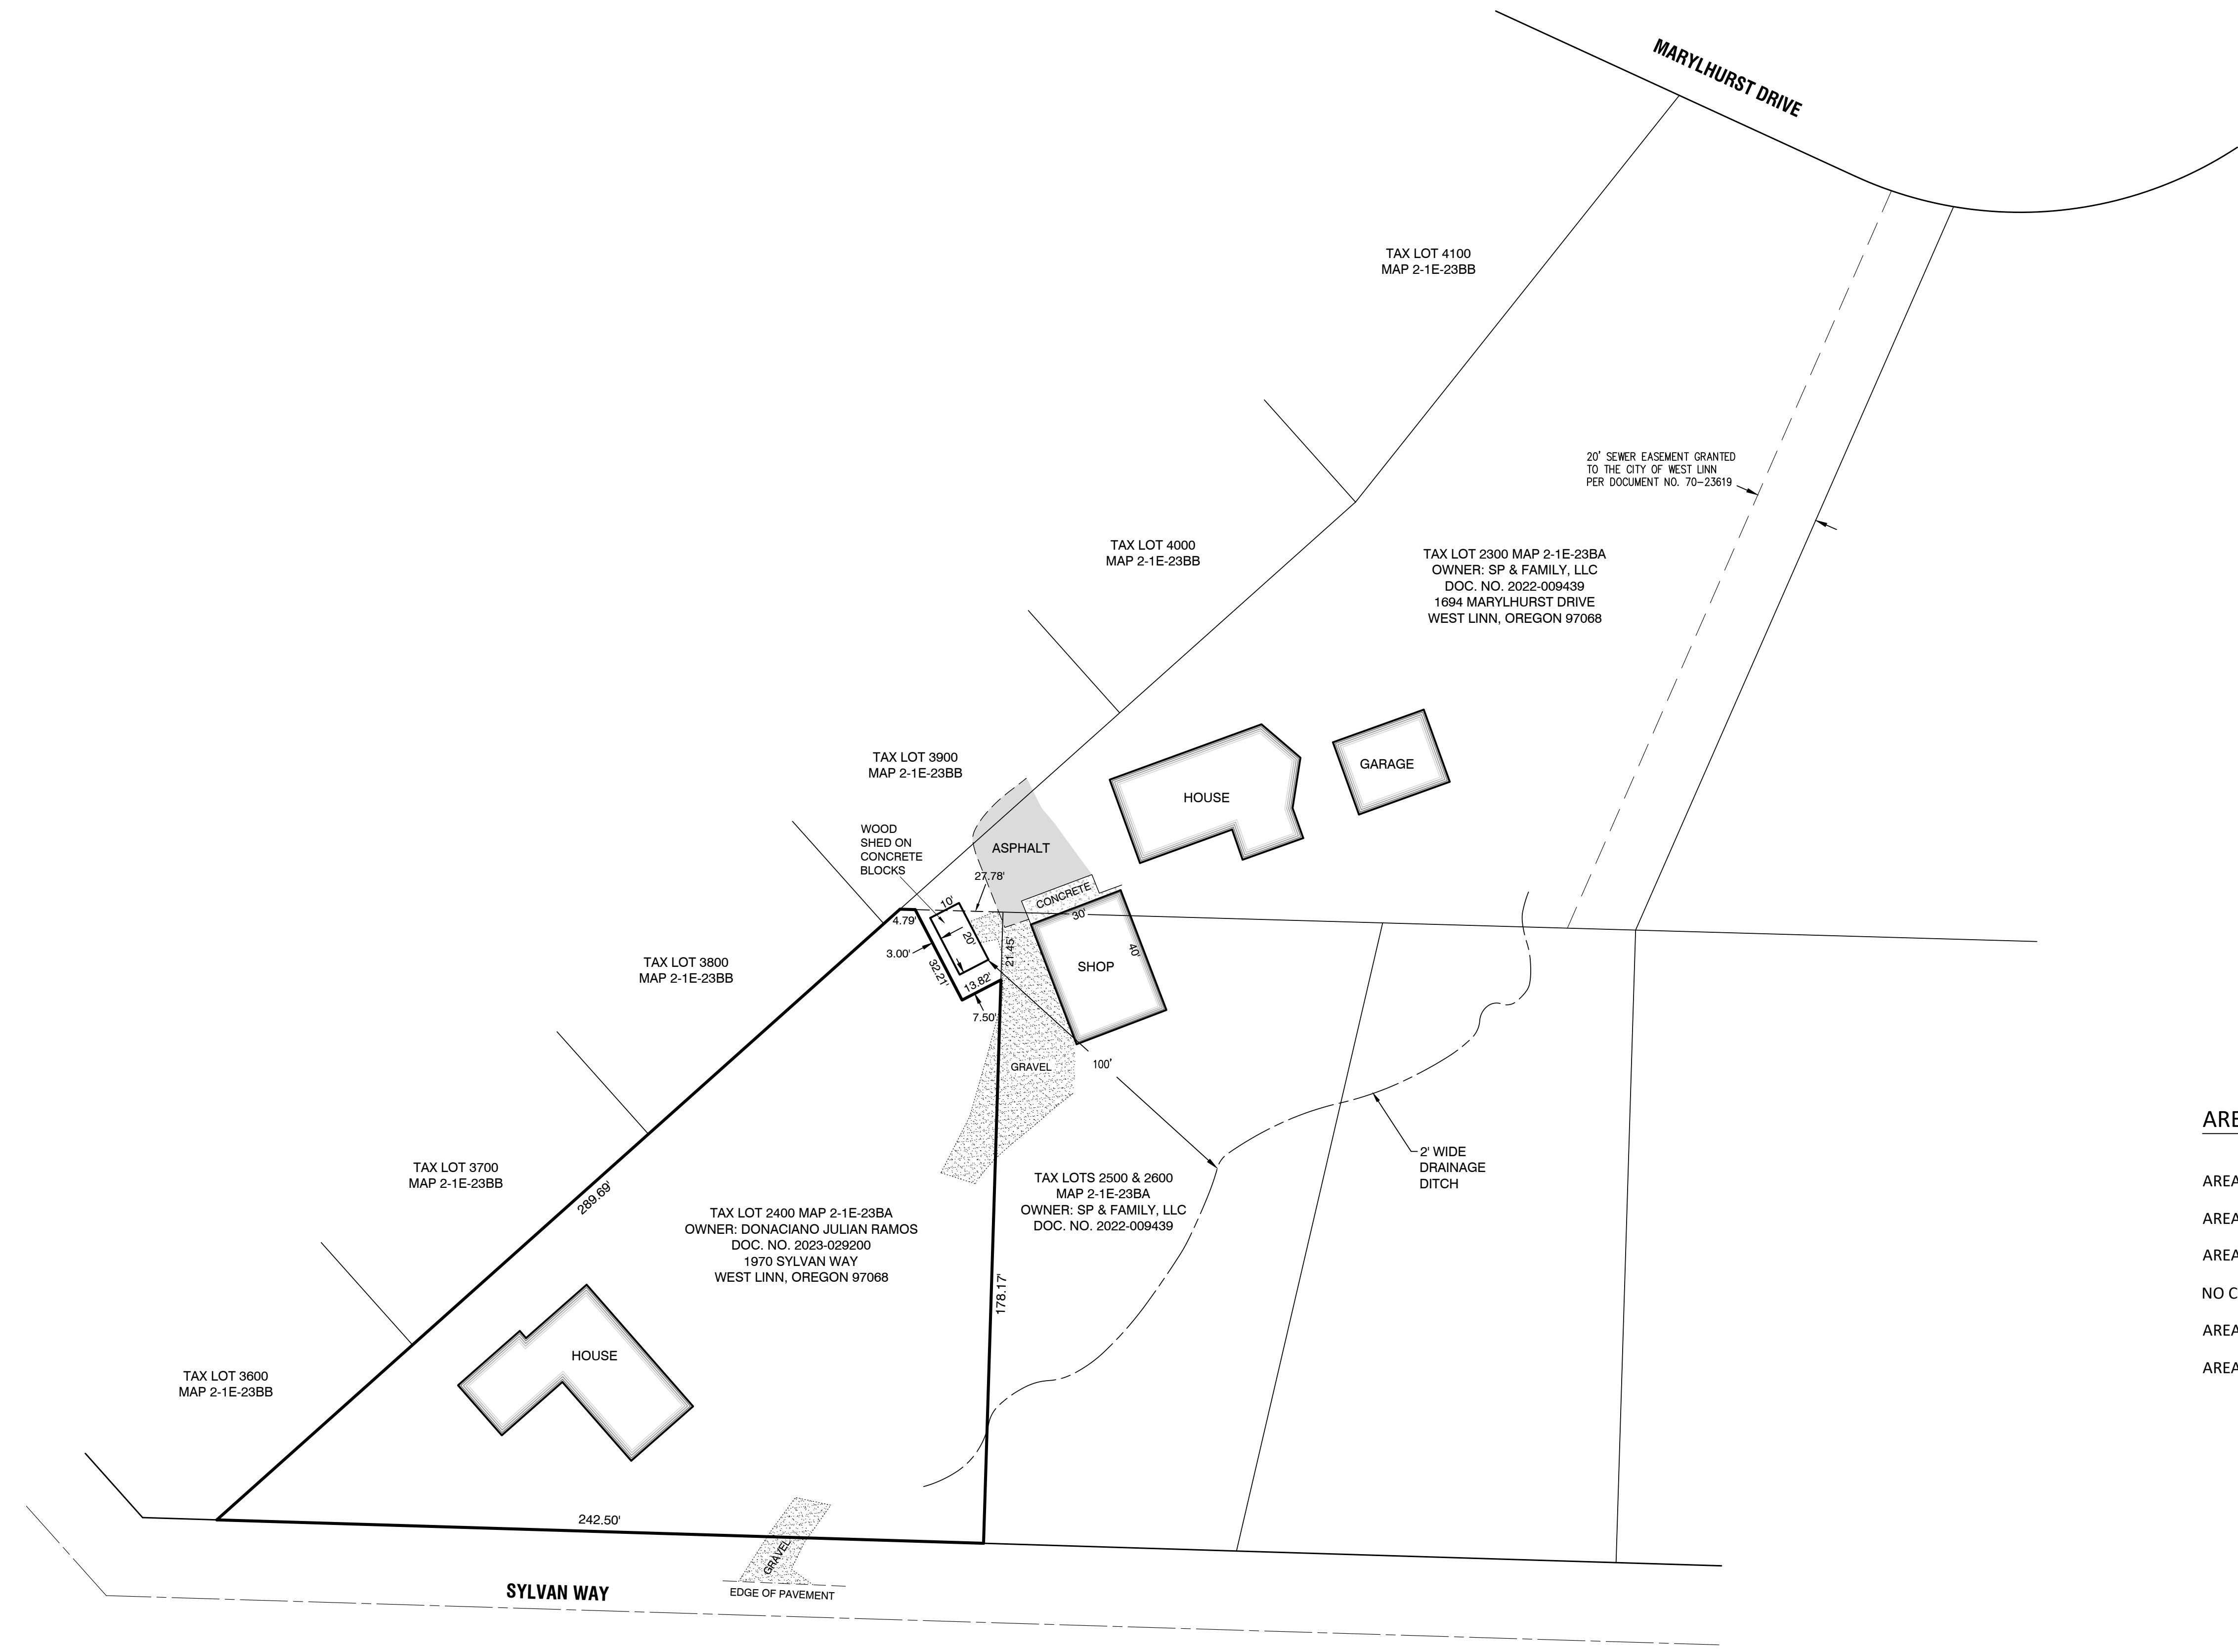 MARYLHURST DRIVE
TAX LOT 4100
MAP 2-1E-23BB
20' SEWER EASEMENT GRANTED
TO THE CITY OF WEST LINN
PER DOCUMENT NO. 70-23619
TAX LOT 4000
MAP 2-1E-23BB
TAX LOT 2300 MAP 2-1E-23BA
OWNER: SP & FAMILY, LLC
DOC. NO. 2022-009439
1694 MARYLHURST DRIVE
WEST LINN, OREGON 97068
TAX LOT 3900
MAP 2-1E-23BB
GARAGE
HOUSE
WOOD
SHED ON
CONCRETE
BLOCKS
ASPHALT
27.78'
CONCRETE
10'
4.79'
30'
20'
21.45'
40'
3.00'
32.21'
13.82'
SHOP
7.50'
TAX LOT 3800
MAP 2-1E-23BB
GRAVEL
100'
ARE
2' WIDE
DRAINAGE
DITCH
TAX LOT 3700
MAP 2-1E-23BB
289.69'
TAX LOTS 2500 & 2600
MAP 2-1E-23BA
OWNER: SP & FAMILY, LLC
DOC. NO. 2022-009439
AREA
AREA
AREA
NO C
AREA
AREA
TAX LOT 2400 MAP 2-1E-23BA
OWNER: DONACIANO JULIAN RAMOS
DOC. NO. 2023-029200
1970 SYLVAN WAY
WEST LINN, OREGON 97068
178.17'
HOUSE
TAX LOT 3600
MAP 2-1E-23BB
242.50'
GRAVEL
EDGE OF PAVEMENT
SYLVAN WAY